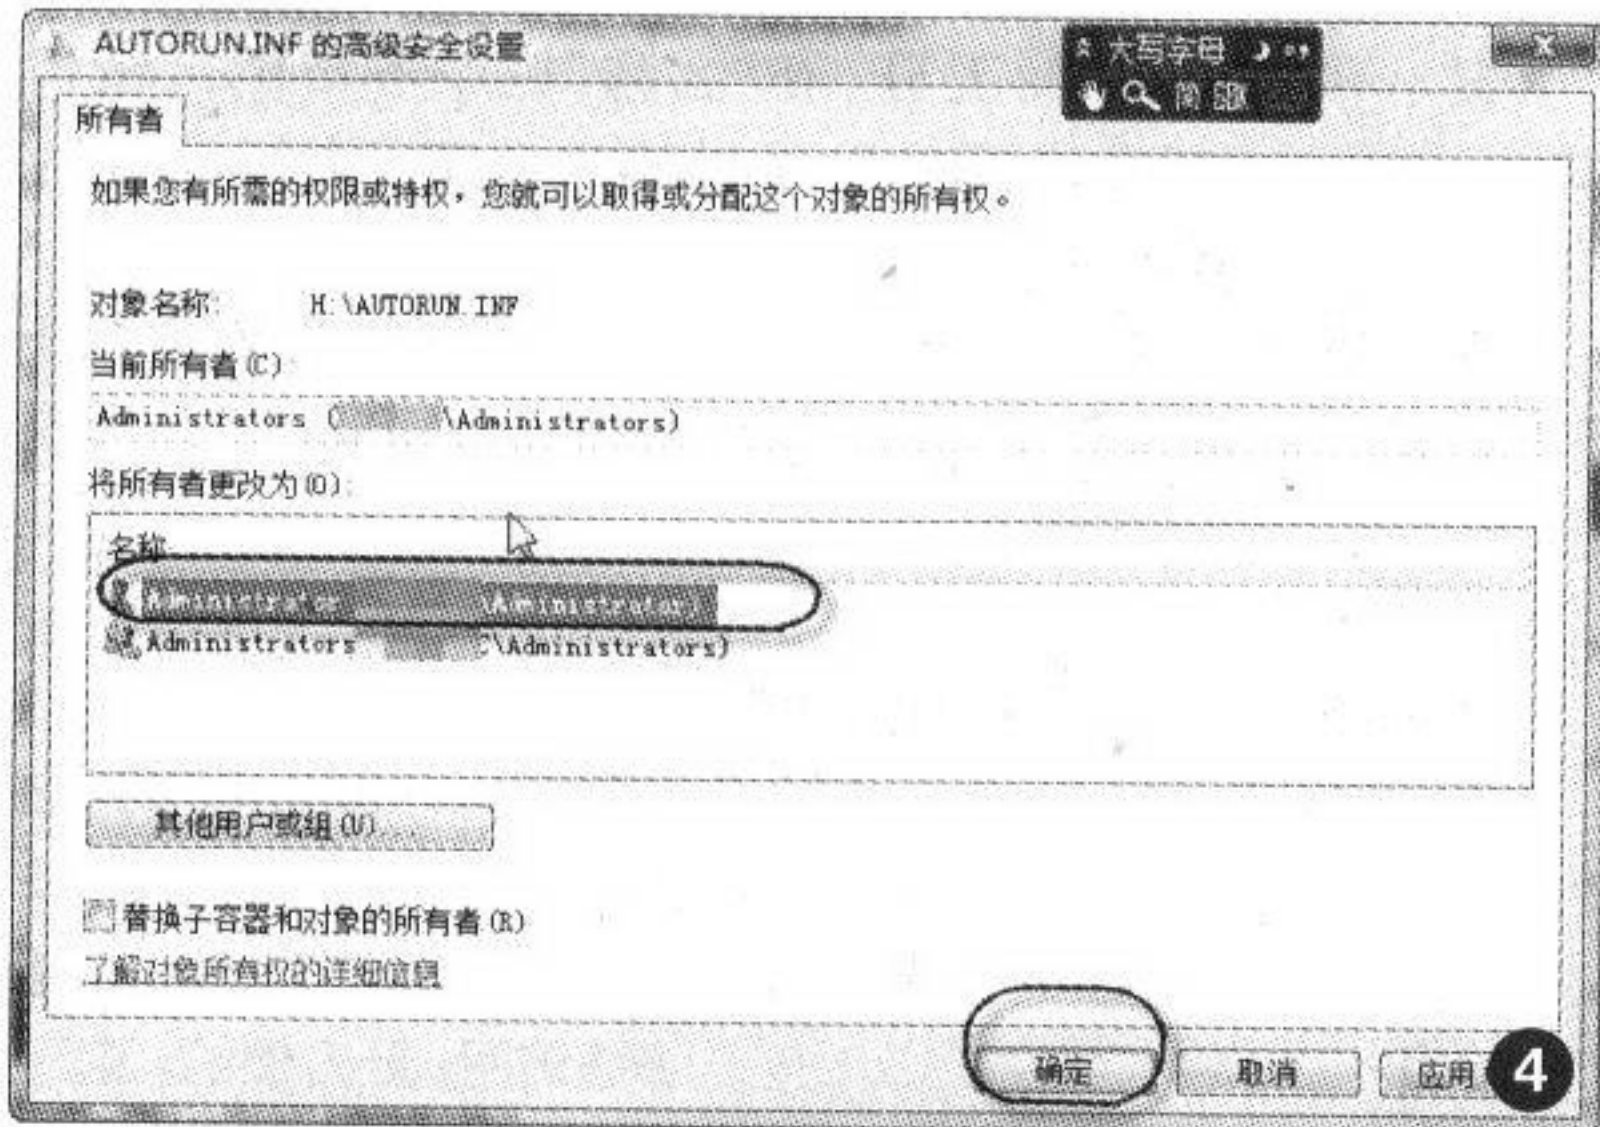 AUTORUN.INF 的高级安全设置
大写字母
简
所有者
如果您有所需的权限或特权，您就可以取得或分配这个对象的所有权。
对象名称: H:\AUTORUN.INF
当前所有者(C):
Administrators (\Administrators)
将所有者更改为(O):
名称
Administrator \Administrator)
Administrators C\Administrators)
其他用户或组(U)...
替换子容器和对象的所有者(R)
了解对象所有权的详细信息
确定 取消 应用 4